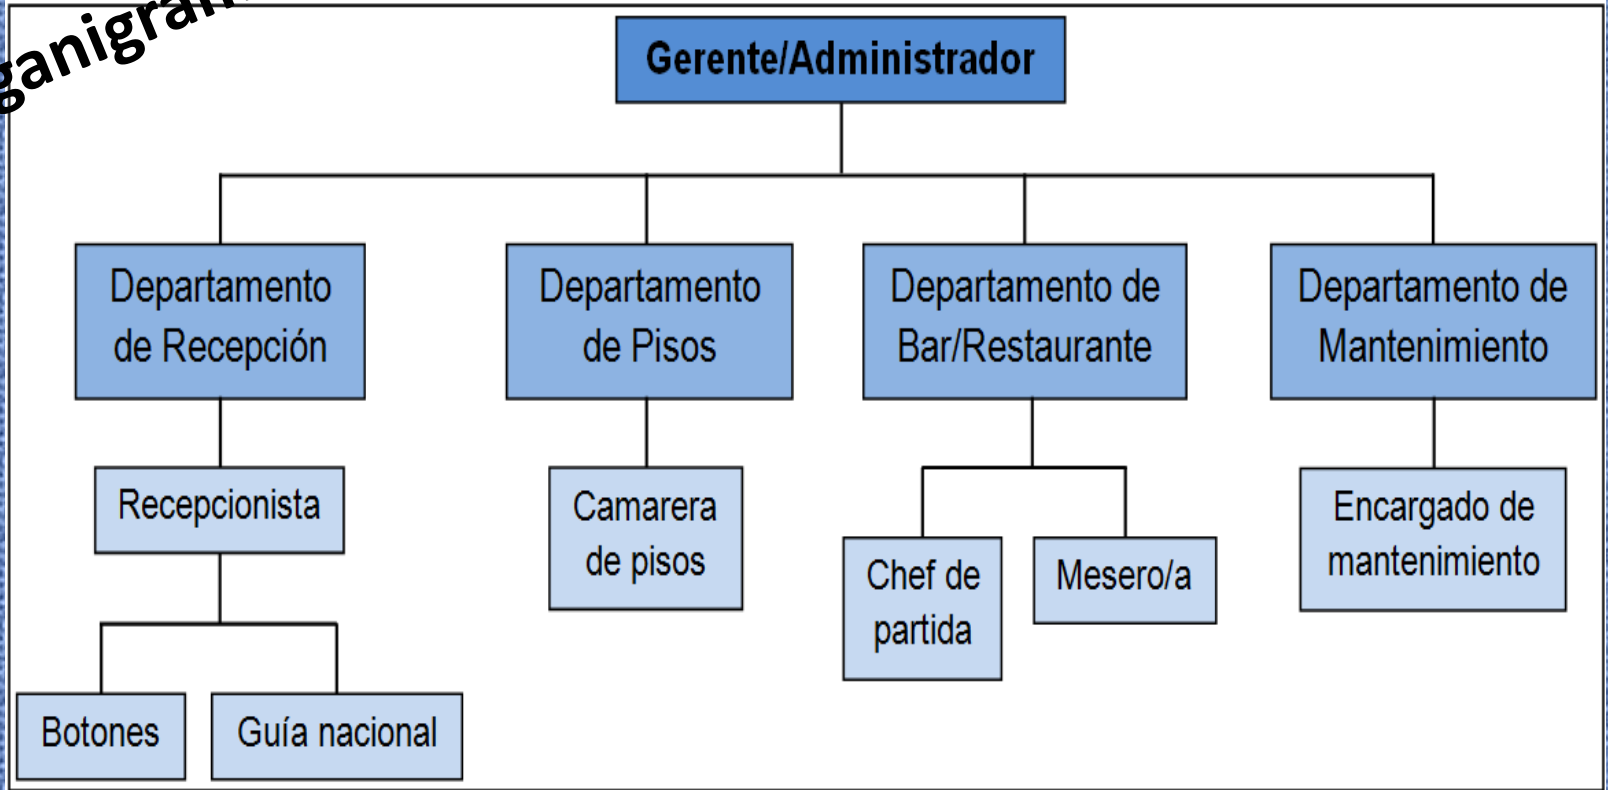 Gerente/Administrador
Departamento
de Recepción
Departamento
de Pisos
Departamento de
Bar/Restaurante
Departamento de
Mantenimiento
Recepcionista
Camarera
de pisos
Chef de
partida
Mesero/a
Encargado de
mantenimiento
Botones
Guía nacional